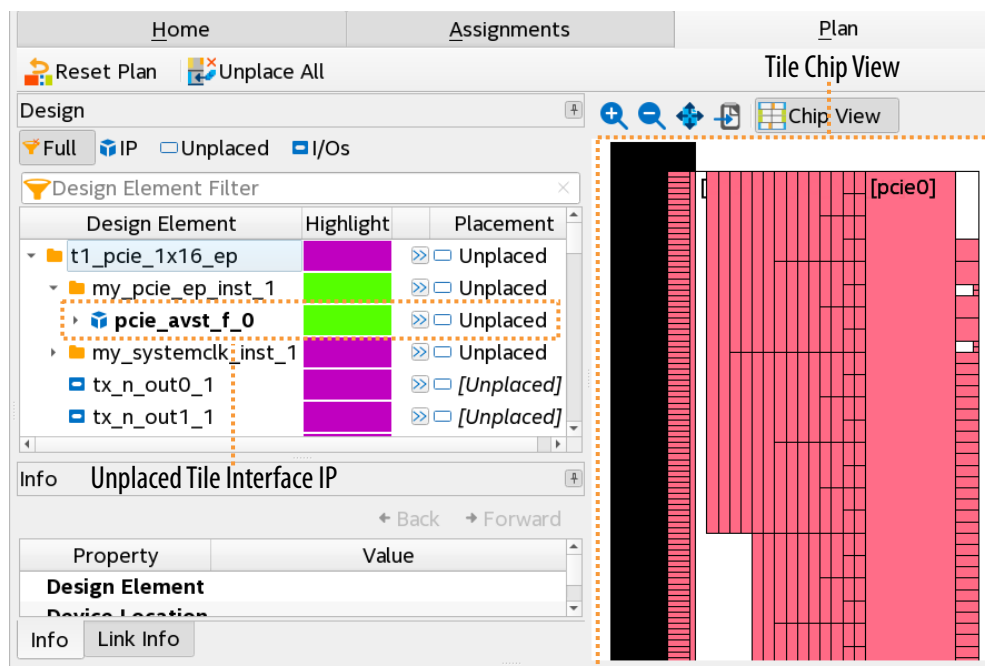 Home Assignments Plan
Reset Plan Unplace All
Tile Chip View
Design
Chip View
Full IP Unplaced I/Os
Design Element Filter
[pcie0]
Design Element Highlight Placement
t1_pcie_1x16_ep Unplaced
my_pcie_ep_inst_1 Unplaced
pcie_avst_f_0 Unplaced
my_systemclk_inst_1 Unplaced
tx_n_out0_1 [Unplaced]
tx_n_out1_1 [Unplaced]
Info Unplaced Tile Interface IP
Back Forward
Property Value
Design Element
Device Location
Info Link Info